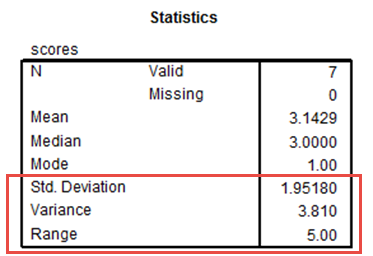 Statistics
scores
N Valid 7
Missing 0
Mean 3.1429
Median 3.0000
Mode 1.00
Std. Deviation 1.95180
Variance 3.810
Range 5.00